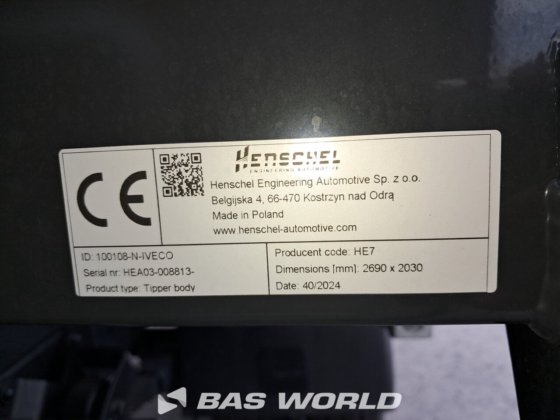 CE
HENSCHEL
ENGINEERING AUTOMOTIVE
Henschel Engineering Automotive Sp. z o.o.
Belgijska 4, 66-470 Kostrzyn nad Odrą
Made in Poland
www.henschel-automotive.com
ID: 100108-N-IVECO
Serial nr: HEA03-008813-
Product type: Tipper body
Producent code: HE7
Dimensions [mm]: 2690 x 2030
Date: 40/2024
BAS WORLD